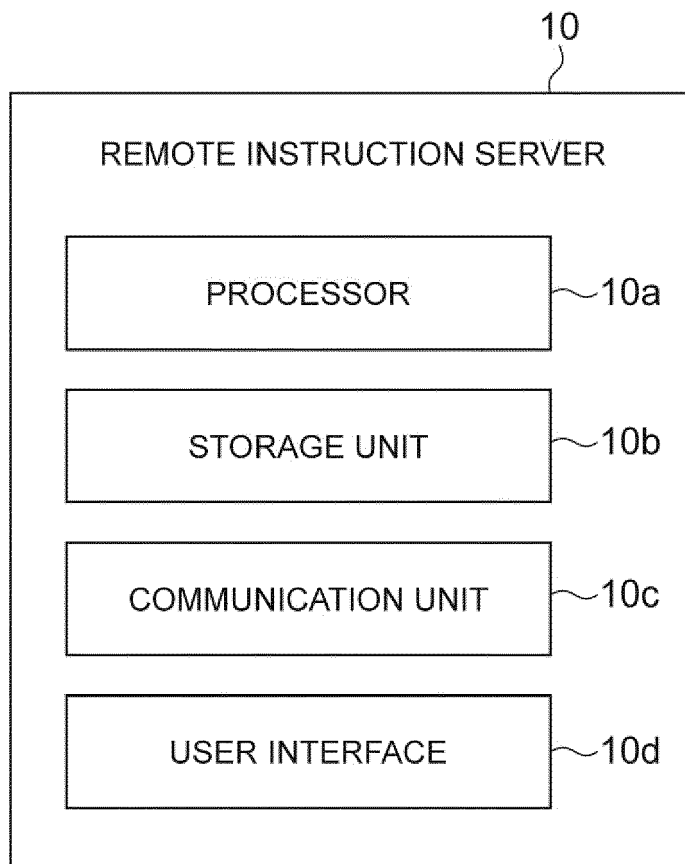 10
REMOTE INSTRUCTION SERVER
PROCESSOR
10a
STORAGE UNIT
10b
COMMUNICATION UNIT
10c
USER INTERFACE
10d